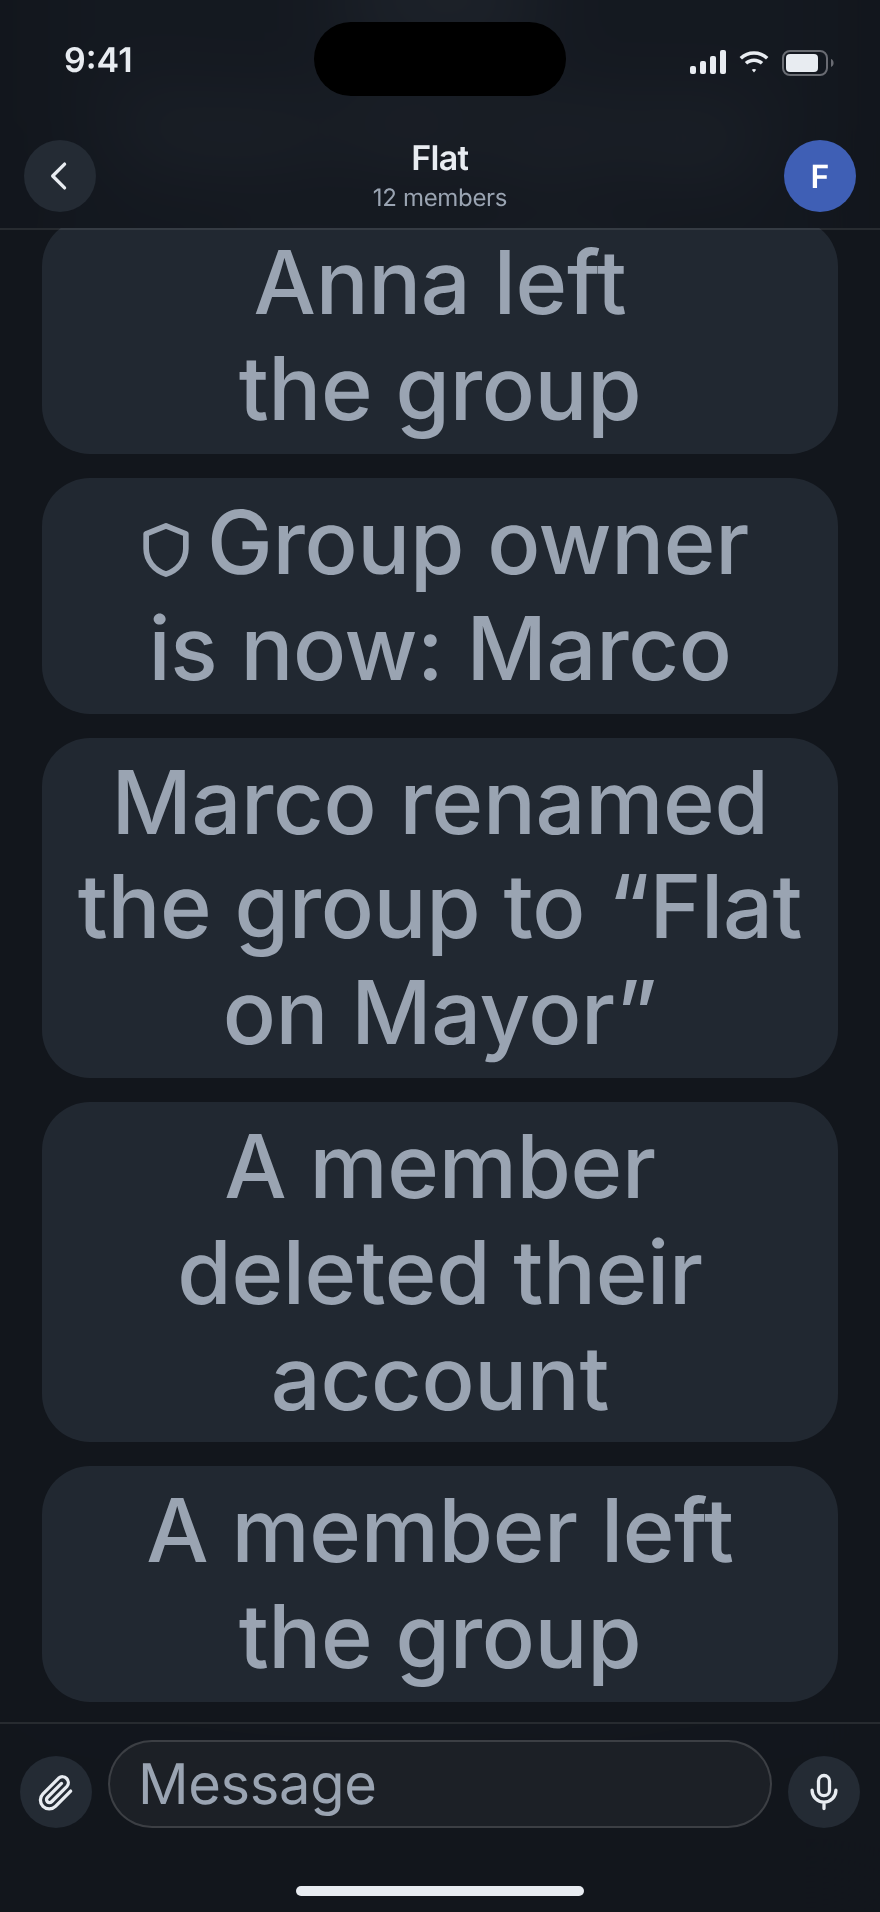 9:41
Flat
12 members
F
Anna left
the group
Group owner
is now: Marco
Marco renamed
the group to “Flat
on Mayor”
A member
deleted their
account
A member left
the group
Message